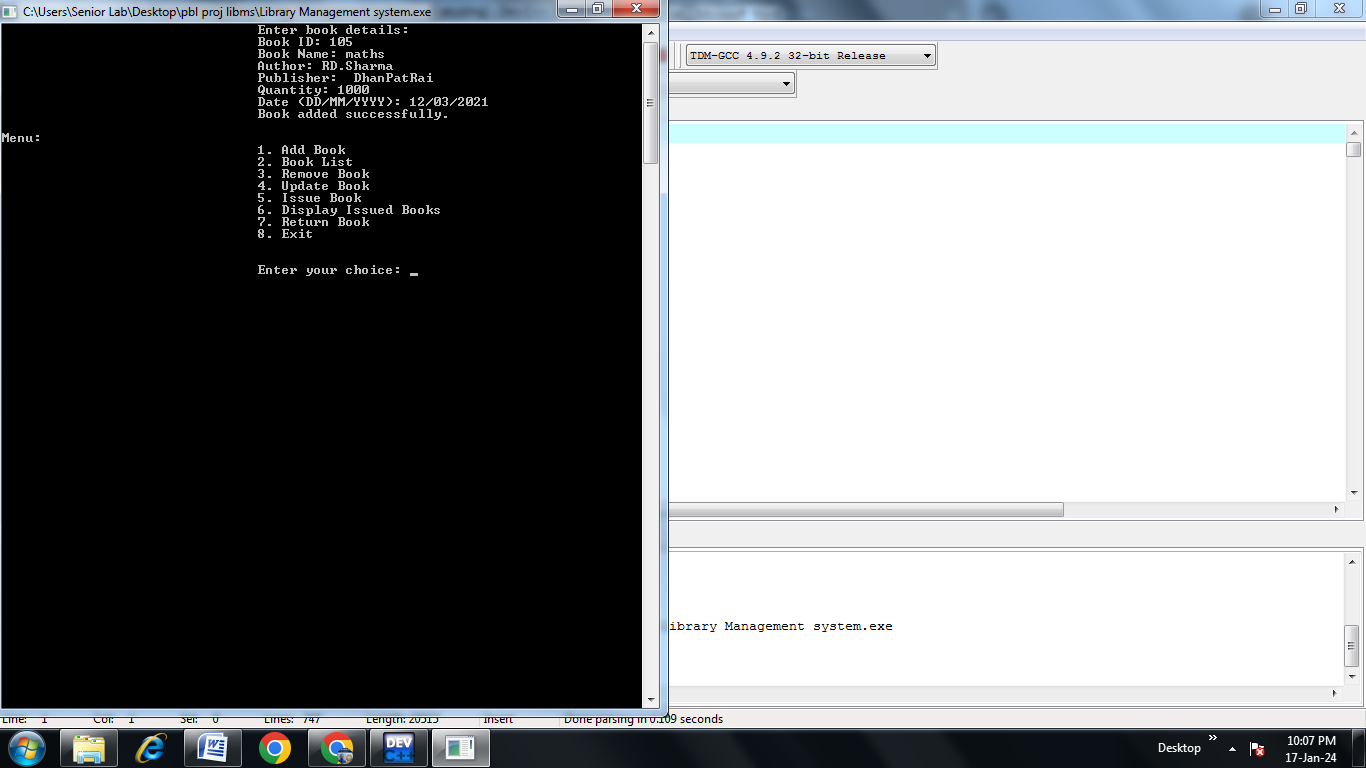 C:\Users\Senior Lab\Desktop\pbl proj libms\Library Management system.exe
Enter book details:
Book ID: 105
Book Name: maths
Author: RD.Sharma
Publisher:  DhanPatRai
Quantity: 1000
Date (DD/MM/YYYY): 12/03/2021
Book added successfully.
Menu:
1. Add Book
2. Book List
3. Remove Book
4. Update Book
5. Issue Book
6. Display Issued Books
7. Return Book
8. Exit
Enter your choice: _
TDM-GCC 4.9.2 32-bit Release
ibrary Management system.exe
Line: 1 Col: 1 Sel: 0 Lines: 747 Length: 20515 Insert Done parsing in 0.109 seconds
W
DEV
C++
Desktop
10:07 PM
17-Jan-24